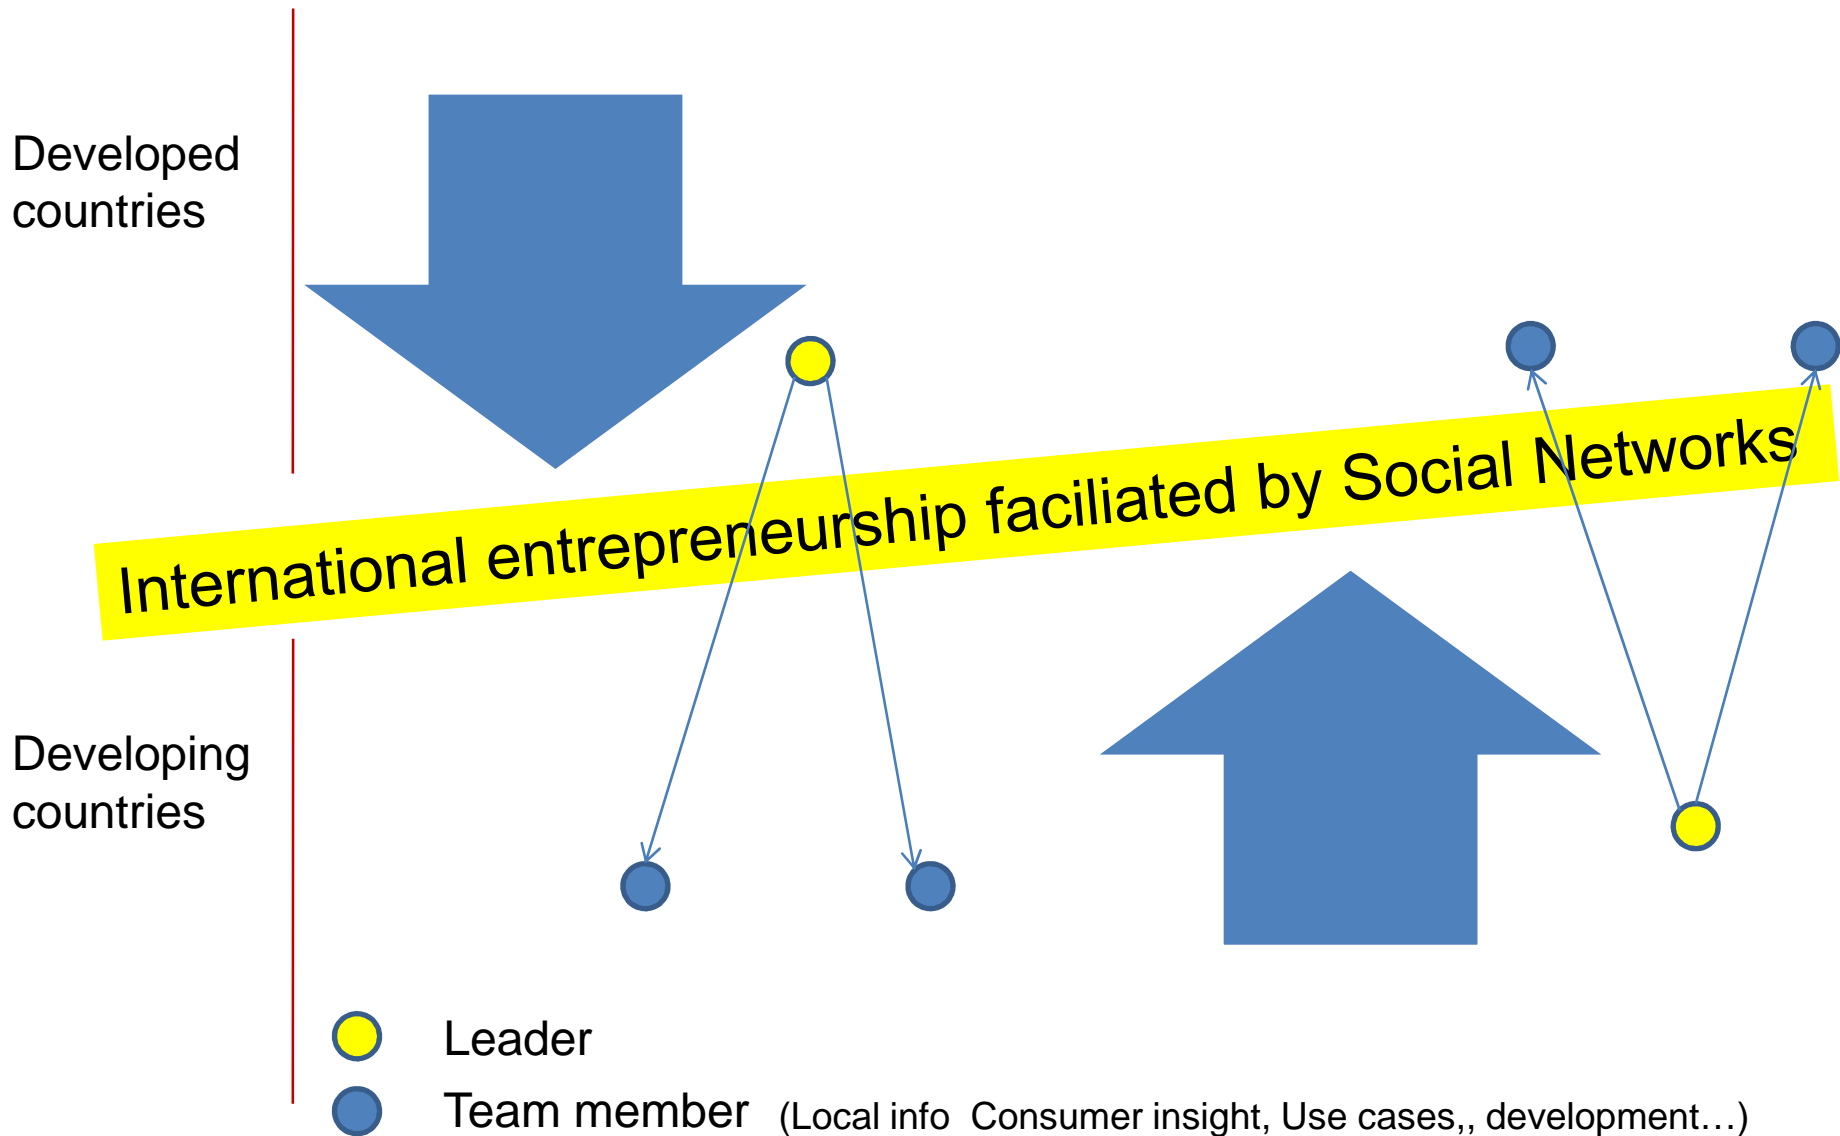 Developed
countries
International entrepreneurship faciliated by Social Networks
Developing
countries
Leader
Team member (Local info Consumer insight, Use cases,, development…)